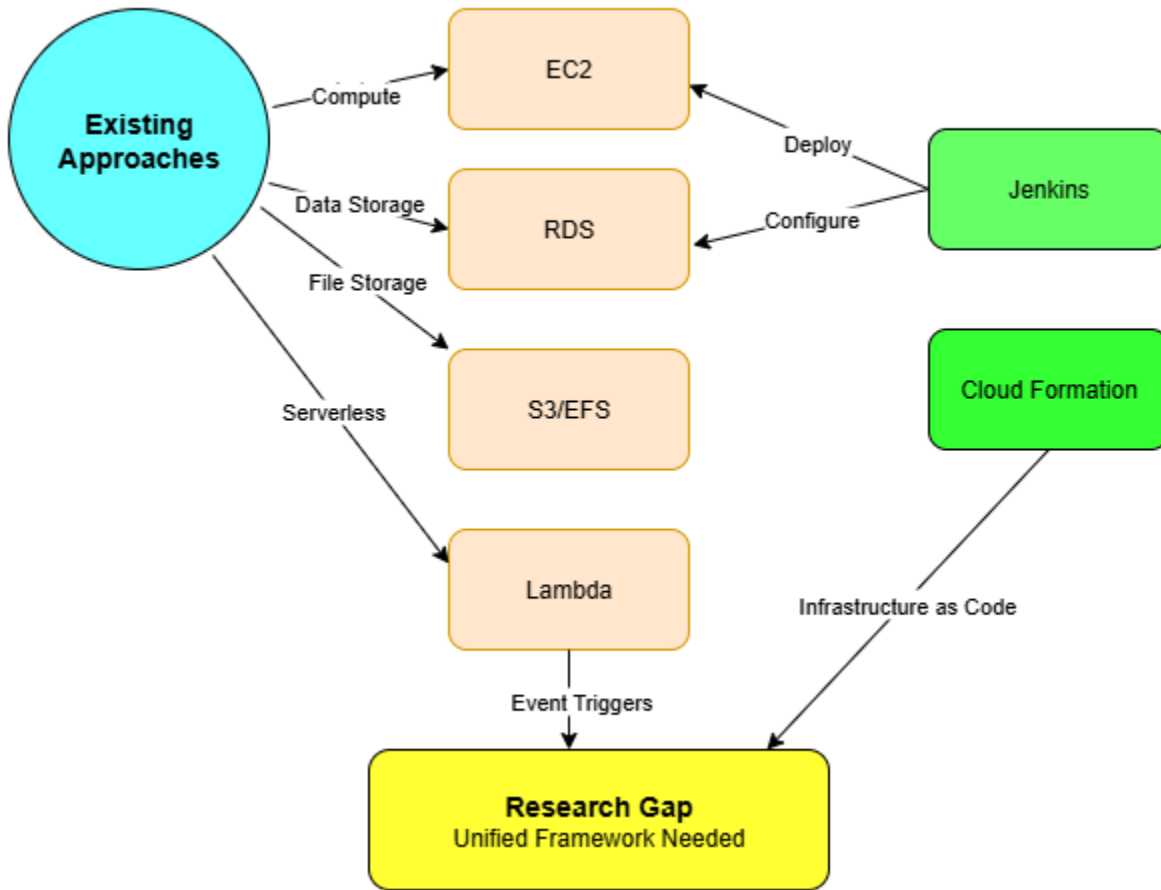 Existing
Approaches
Compute
EC2
Deploy
Jenkins
Data Storage
RDS
Configure
File Storage
S3/EFS
Cloud Formation
Serverless
Lambda
Infrastructure as Code
Event Triggers
Research Gap
Unified Framework Needed